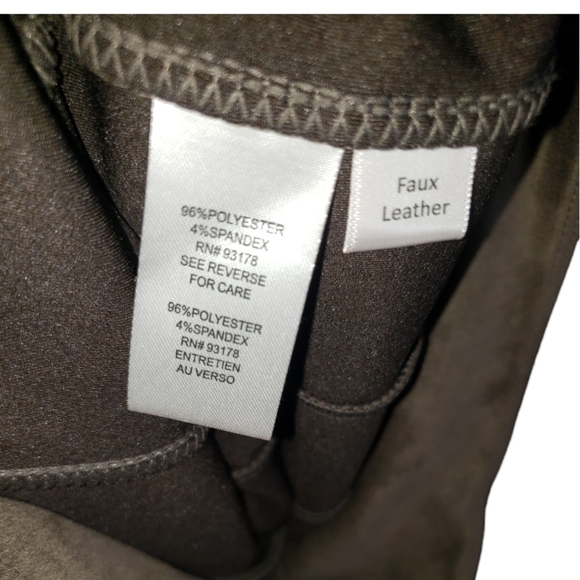 96%POLYESTER
4%SPANDEX
RN# 93178
SEE REVERSE
FOR CARE
96%POLYESTER
4%SPANDEX
RN# 93178
ENTRETIEN
AU VERSO
Faux
Leather